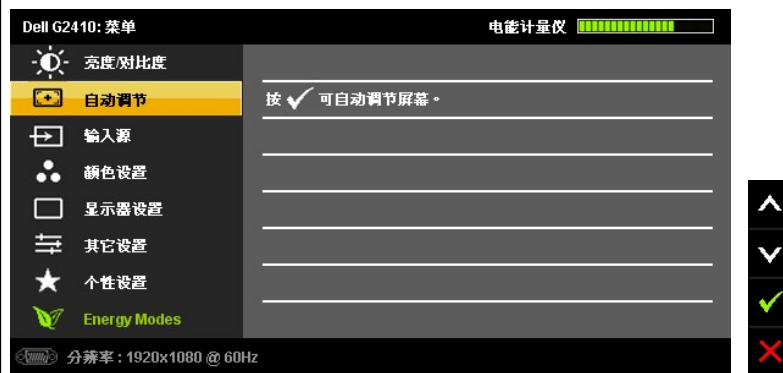 Dell G2410: 菜单
电能计量仪
亮度/对比度
自动调节
按 ✓ 可自动调节屏幕。
输入源
颜色设置
显示器设置
其它设置
个性设置
Energy Modes
分辨率 : 1920x1080 @ 60Hz